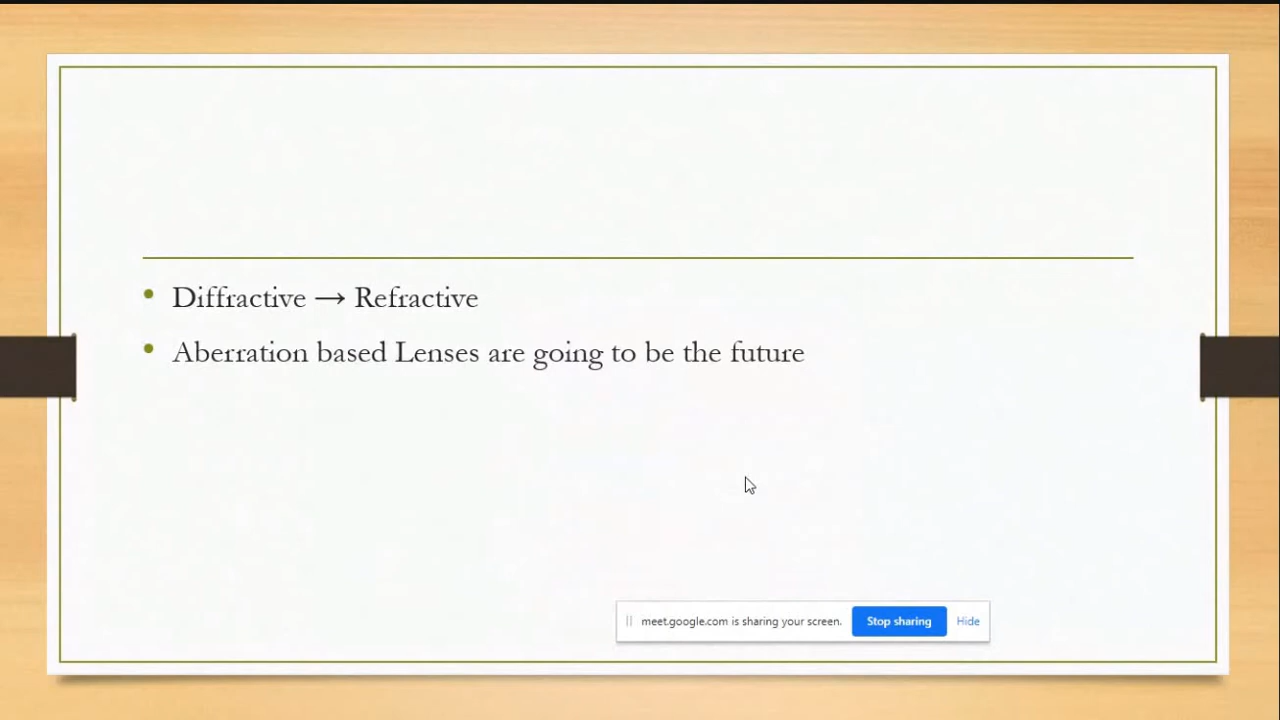 • Diffractive → Refractive
• Aberration based Lenses are going to be the future
meet.google.com is sharing your screen. Stop sharing Hide